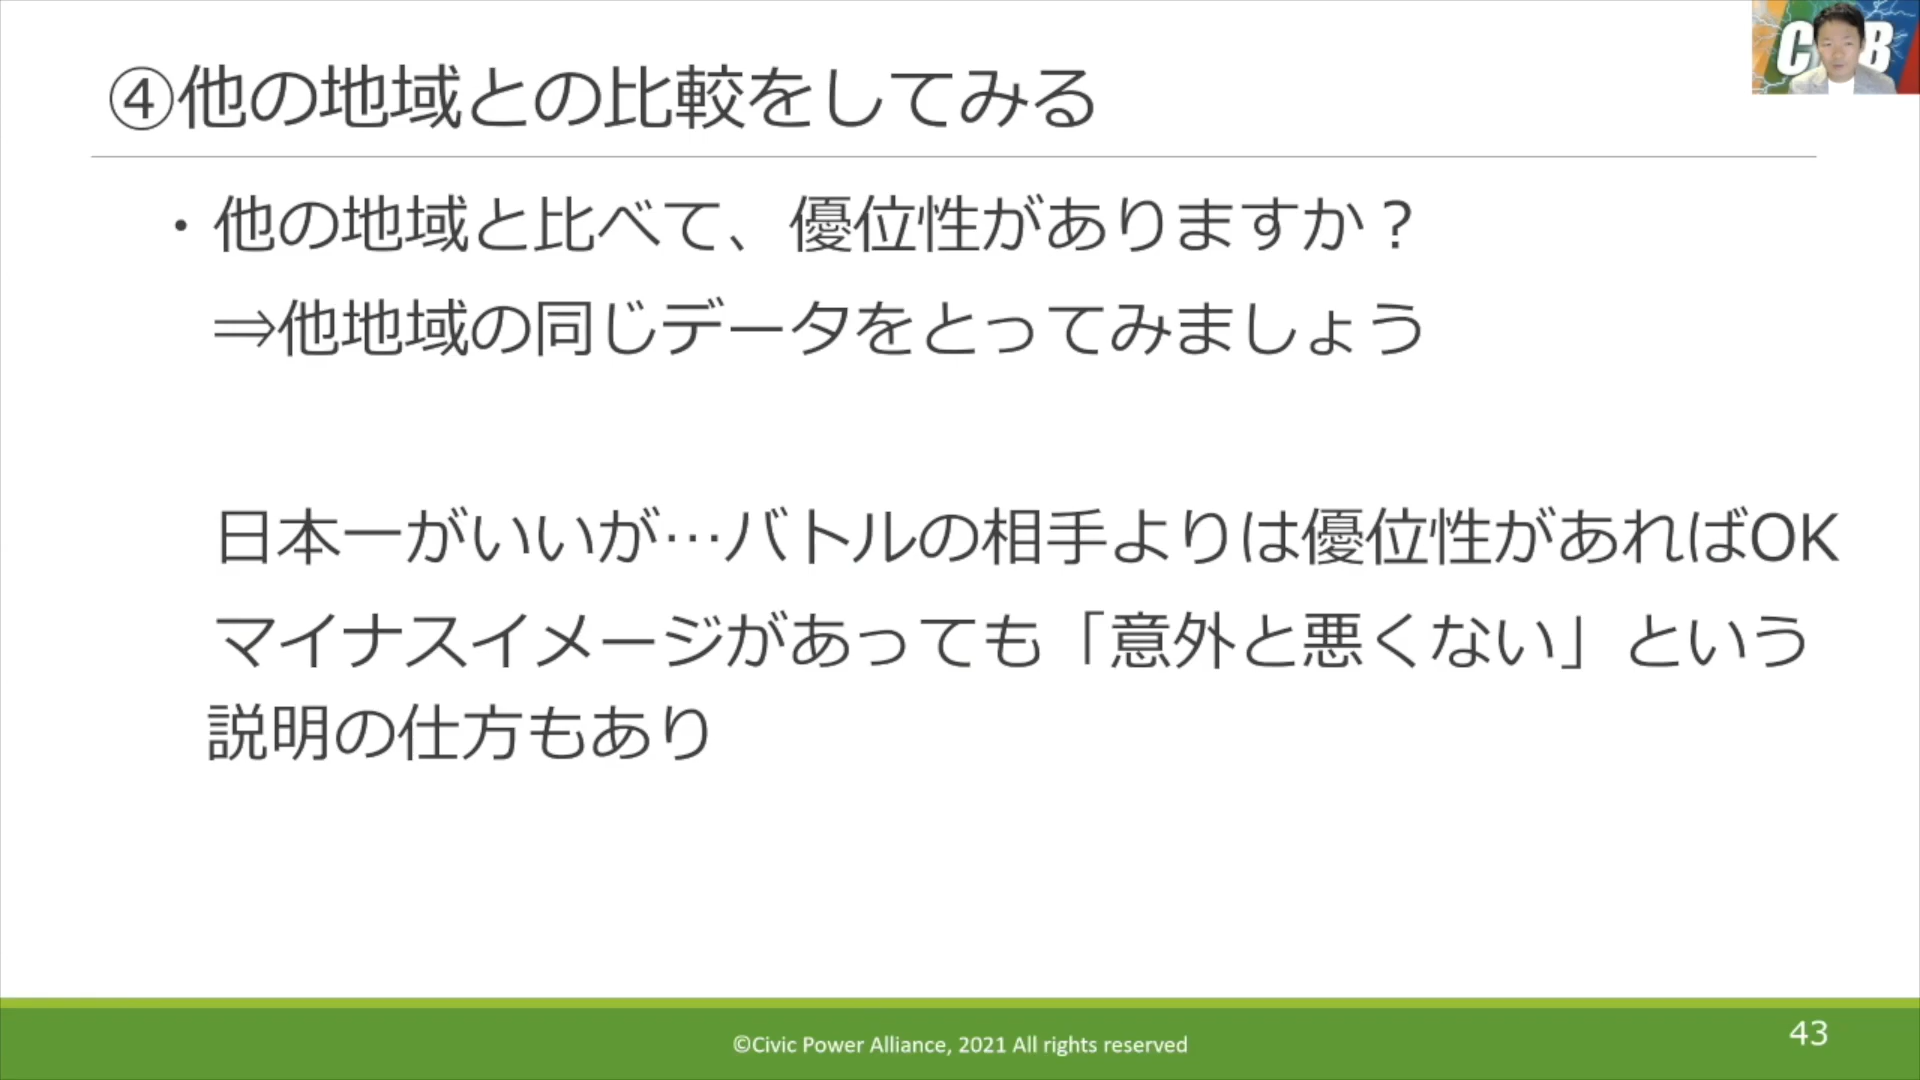 ④他の地域との比較をしてみる
・他の地域と比べて、優位性がありますか？
⇒他地域の同じデータをとってみましょう
日本一がいいが…バトルの相手よりは優位性があればOK
マイナスイメージがあっても「意外と悪くない」という
説明の仕方もあり
©Civic Power Alliance, 2021 All rights reserved
43